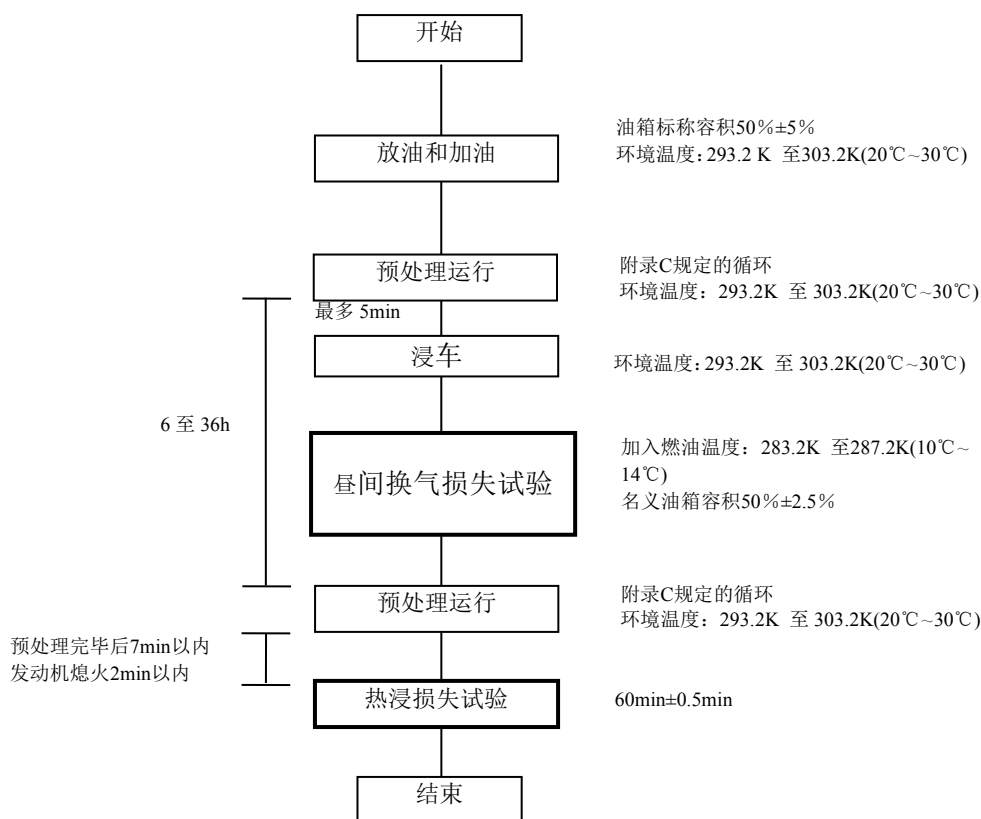 开始
放油和加油
油箱标称容积50%±5%
环境温度:293.2 K 至303.2K(20℃~30℃)
预处理运行
附录C规定的循环
环境温度:293.2K 至 303.2K(20℃~30℃)
最多 5min
浸车
环境温度:293.2K 至 303.2K(20℃~30℃)
6 至 36h
昼间换气损失试验
加入燃油温度:283.2K 至287.2K(10℃~
14℃)
名义油箱容积50%±2.5%
预处理运行
附录C规定的循环
环境温度:293.2K 至 303.2K(20℃~30℃)
预处理完毕后7min以内
发动机熄火2min以内
热浸损失试验
60min±0.5min
结束